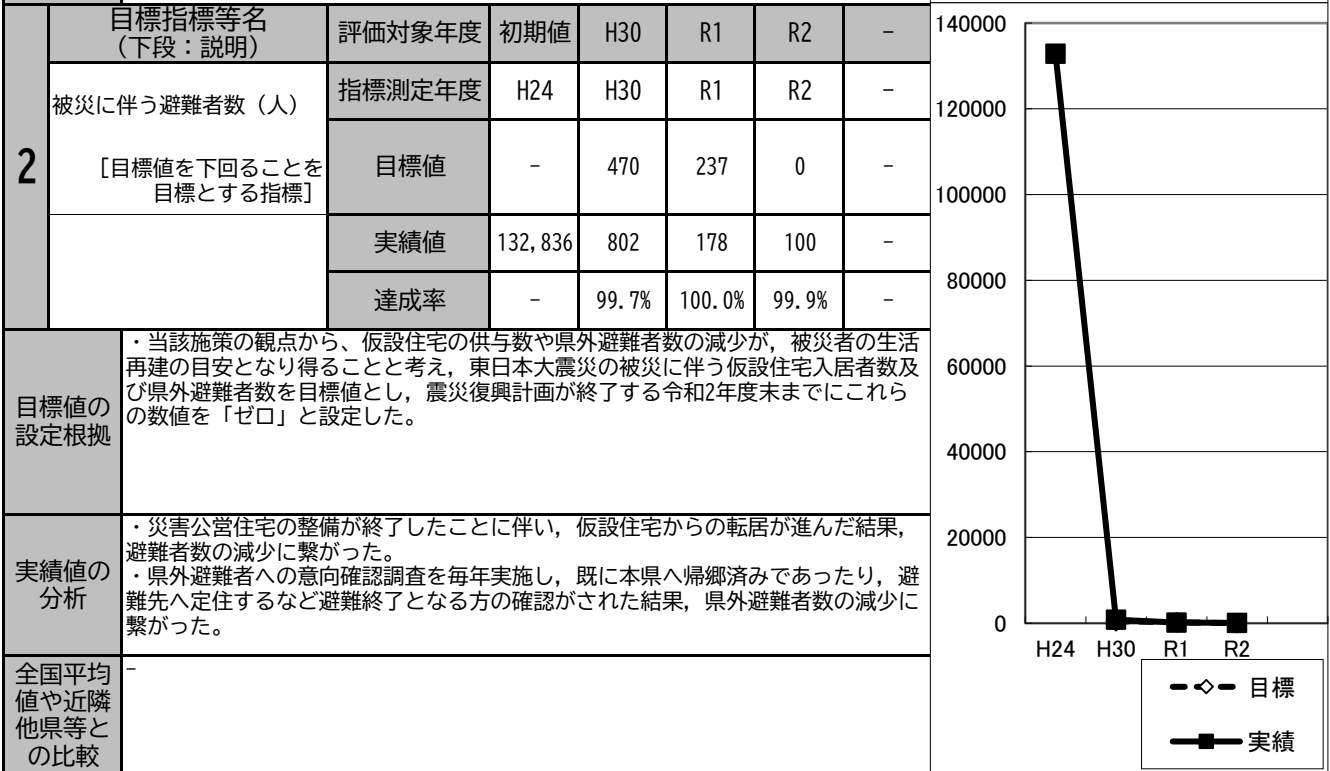 2
目標指標等名
（下段：説明）
評価対象年度 初期値 H30 R1 R2 －
被災に伴う避難者数（人）
[目標値を下回ることを
目標とする指標]
指標測定年度 H24 H30 R1 R2 －
目標値 － 470 237 0 －
実績値 132,836 802 178 100 －
達成率 － 99.7% 100.0% 99.9% －
目標値の
設定根拠
・当該施策の観点から、仮設住宅の供与数や県外避難者数の減少が，被災者の生活
再建の目安となり得ることと考え，東日本大震災の被災に伴う仮設住宅入居者数及
び県外避難者数を目標値とし，震災復興計画が終了する令和2年度末までにこれら
の数値を「ゼロ」と設定した。
実績値の
分析
・災害公営住宅の整備が終了したことに伴い，仮設住宅からの転居が進んだ結果，
避難者数の減少に繋がった。
・県外避難者への意向確認調査を毎年実施し，既に本県へ帰郷済みであったり，避
難先へ定住するなど避難終了となる方の確認がされた結果，県外避難者数の減少に
繋がった。
全国平均
値や近隣
他県等と
の比較
－
140000
120000
100000
80000
60000
40000
20000
0
H24 H30 R1 R2
目標
実績